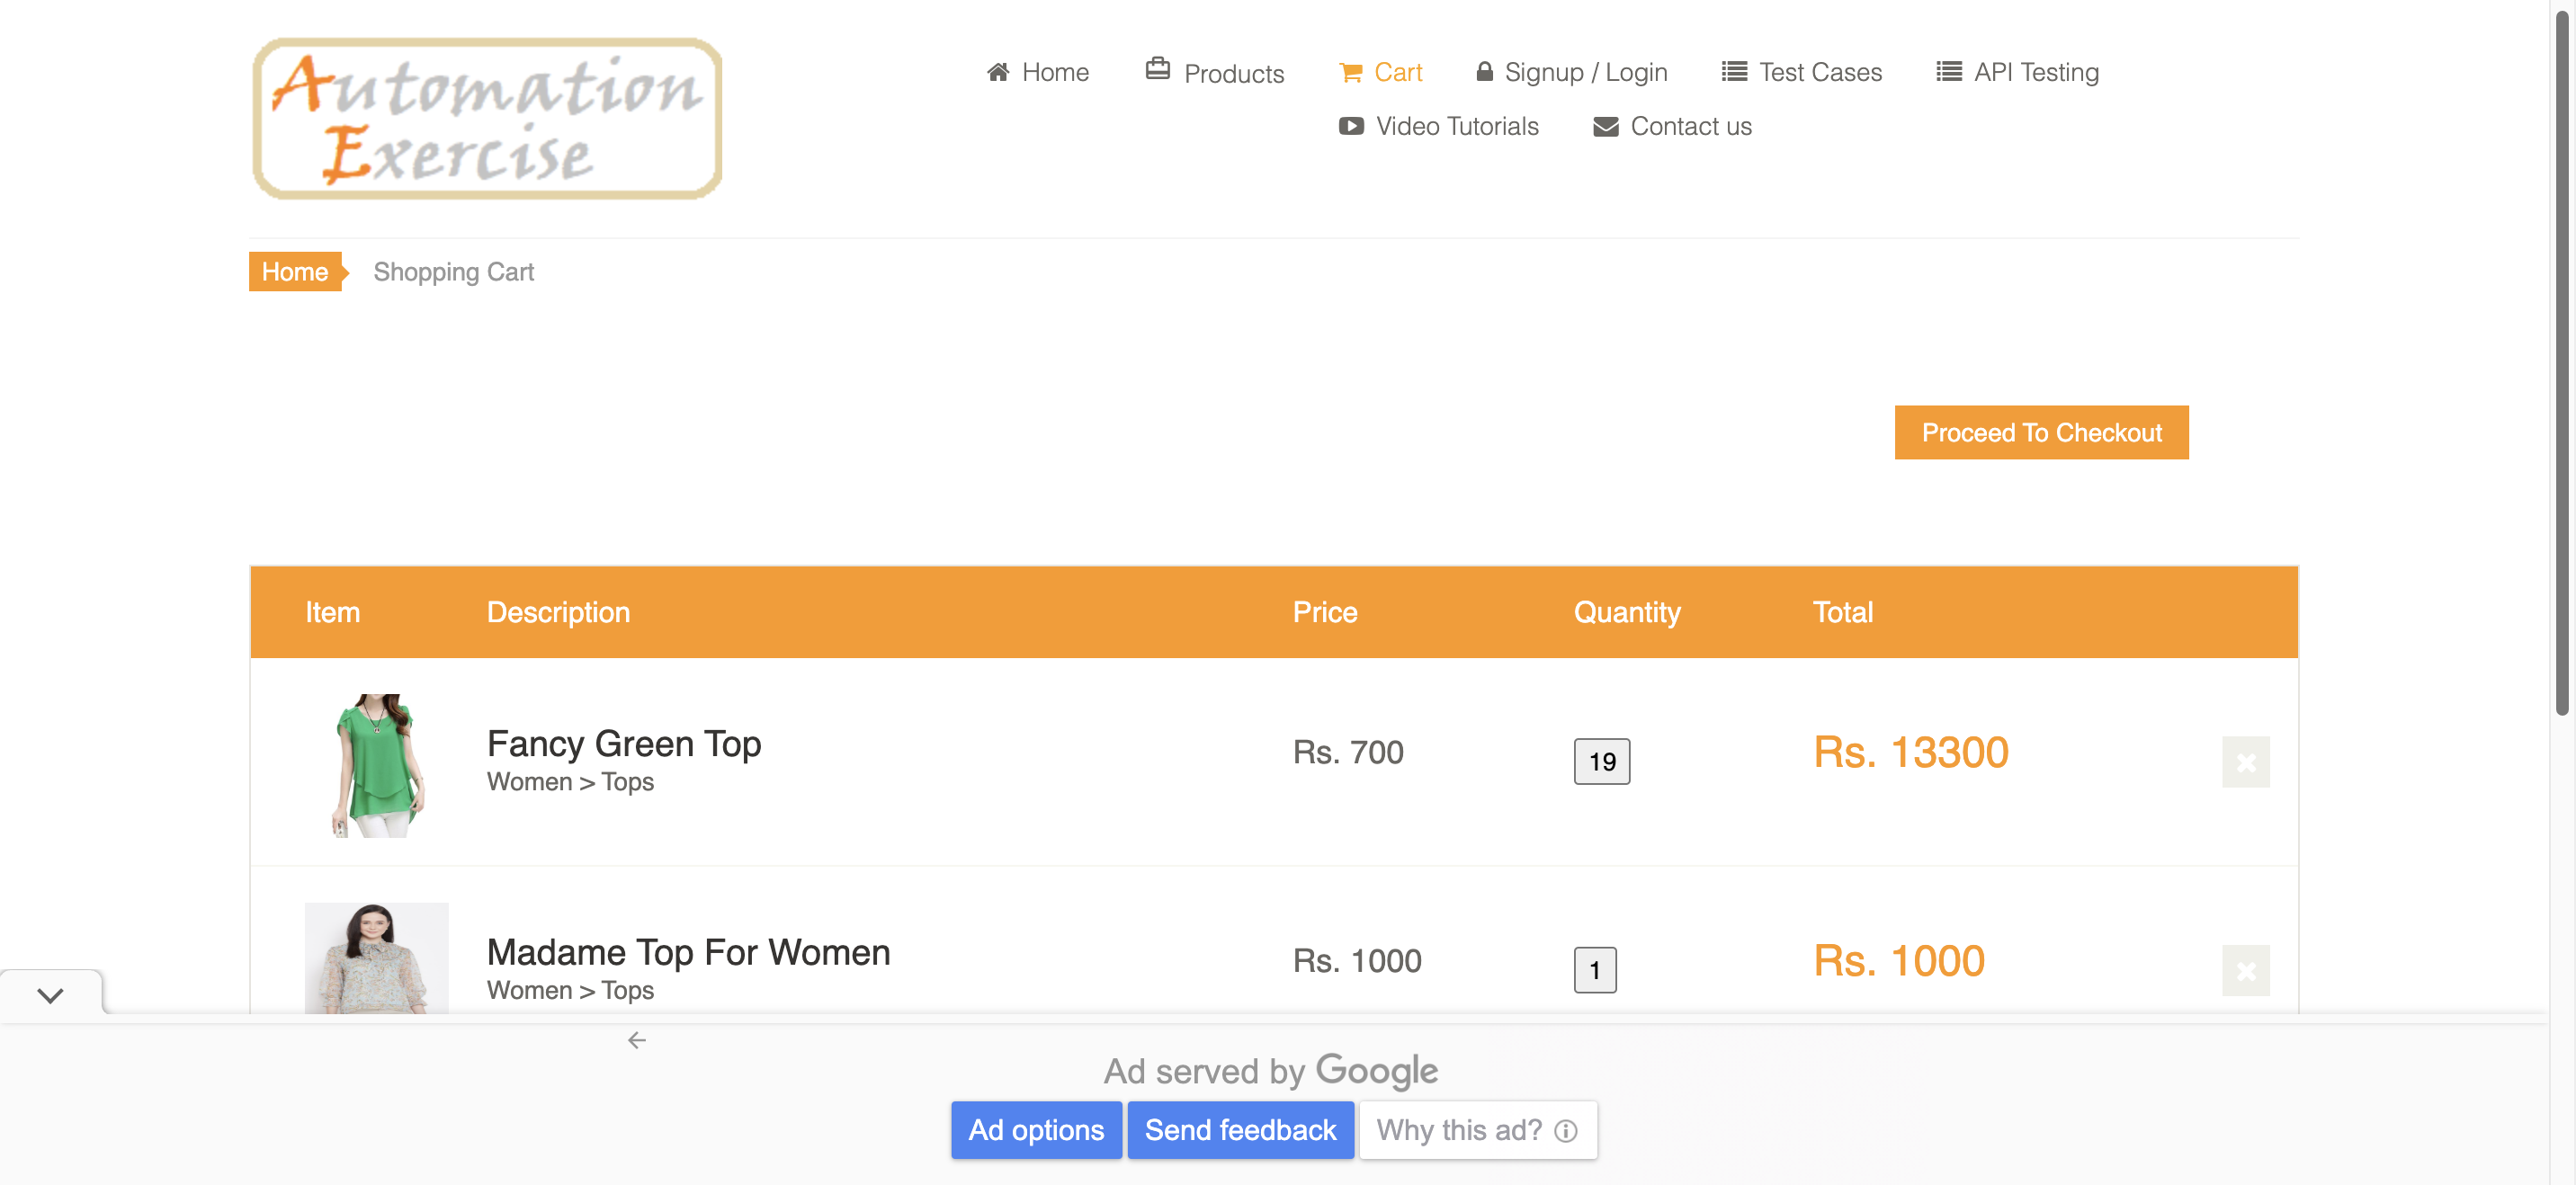 Automation
Exercise
Home Products Cart Signup / Login Test Cases API Testing
Video Tutorials Contact us
Home Shopping Cart
Proceed To Checkout
Item Description Price Quantity Total
Fancy Green Top
Women > Tops
Rs. 700 19 Rs. 13300
Madame Top For Women
Women > Tops
Rs. 1000 1 Rs. 1000
Ad served by Google
Ad options Send feedback Why this ad?